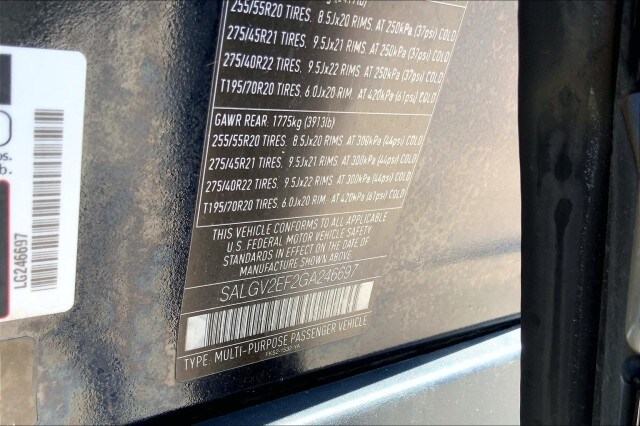 255/55R20 TIRES, 8.5Jx20 RIMS, AT 250kPa (37psi) COLD
275/45R21 TIRES, 9.5Jx21 RIMS, AT 250kPa (37psi) COLD
275/40R22 TIRES, 9.5Jx22 RIMS, AT 250kPa (37psi) COLD
T195/70R20 TIRE, 6.0Jx20 RIM, AT 420kPa (61psi) COLD
GAWR REAR: 1775kg (3913lb)
255/55R20 TIRES, 8.5Jx20 RIMS AT 300kPa (44psi) COLD
275/45R21 TIRES, 9.5Jx21 RIMS AT 300kPa (44psi) COLD
275/40R22 TIRES, 9.5Jx22 RIMS AT 300kPa (44psi) COLD
T195/70R20 TIRE, 6.0Jx20 RIM, AT 420kPa (61psi) COLD
THIS VEHICLE CONFORMS TO ALL APPLICABLE
U.S. FEDERAL MOTOR VEHICLE SAFETY
STANDARDS IN EFFECT ON THE DATE OF
MANUFACTURE SHOWN ABOVE
SALGV2EF2GA246697
TYPE: MULTI-PURPOSE PASSENGER VEHICLE
LG246697